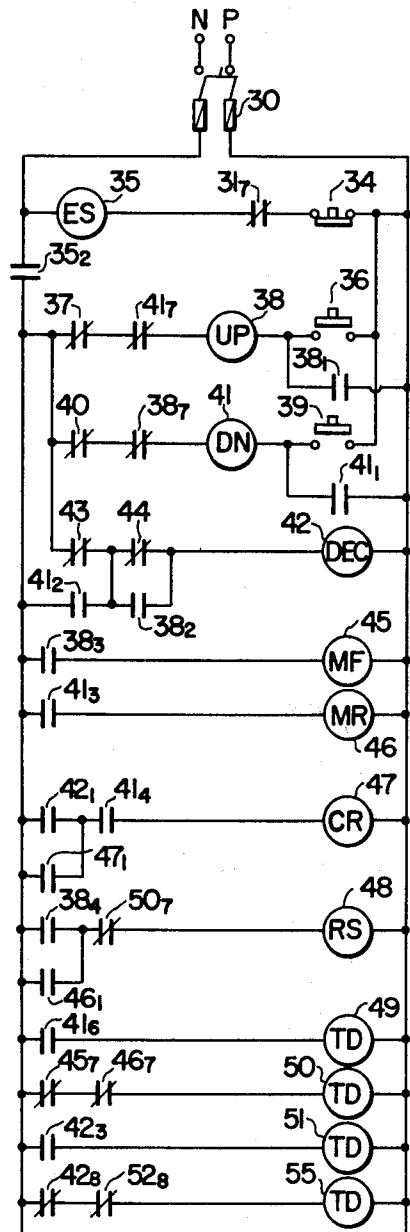 N P
30
35 31₇ 34
ES
35₂
37 41₇ 38 36
UP
38₁
40 38₇ 41 39
DN
41₁
43 44 42
DEC
41₂
38₂
38₃ 45
MF
41₃
MR
46
42₁ 41₄ 47
CR
47₁
38₄ 50₇ 48
RS
46₁
41₆ 49
TD
45₇ 46₇ 50
TD
42₃ 51
TD
42₈ 52₈ 55
TD